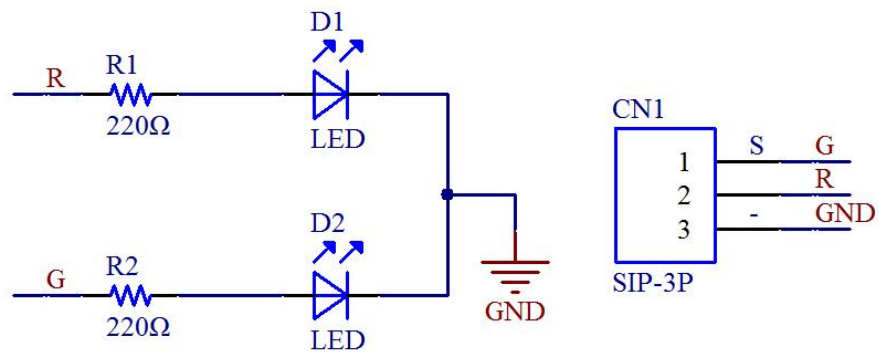 D1
R R1
220Ω LED
CN1
1 S G
2 R
3 - GND
SIP-3P
D2
G R2
220Ω LED
GND